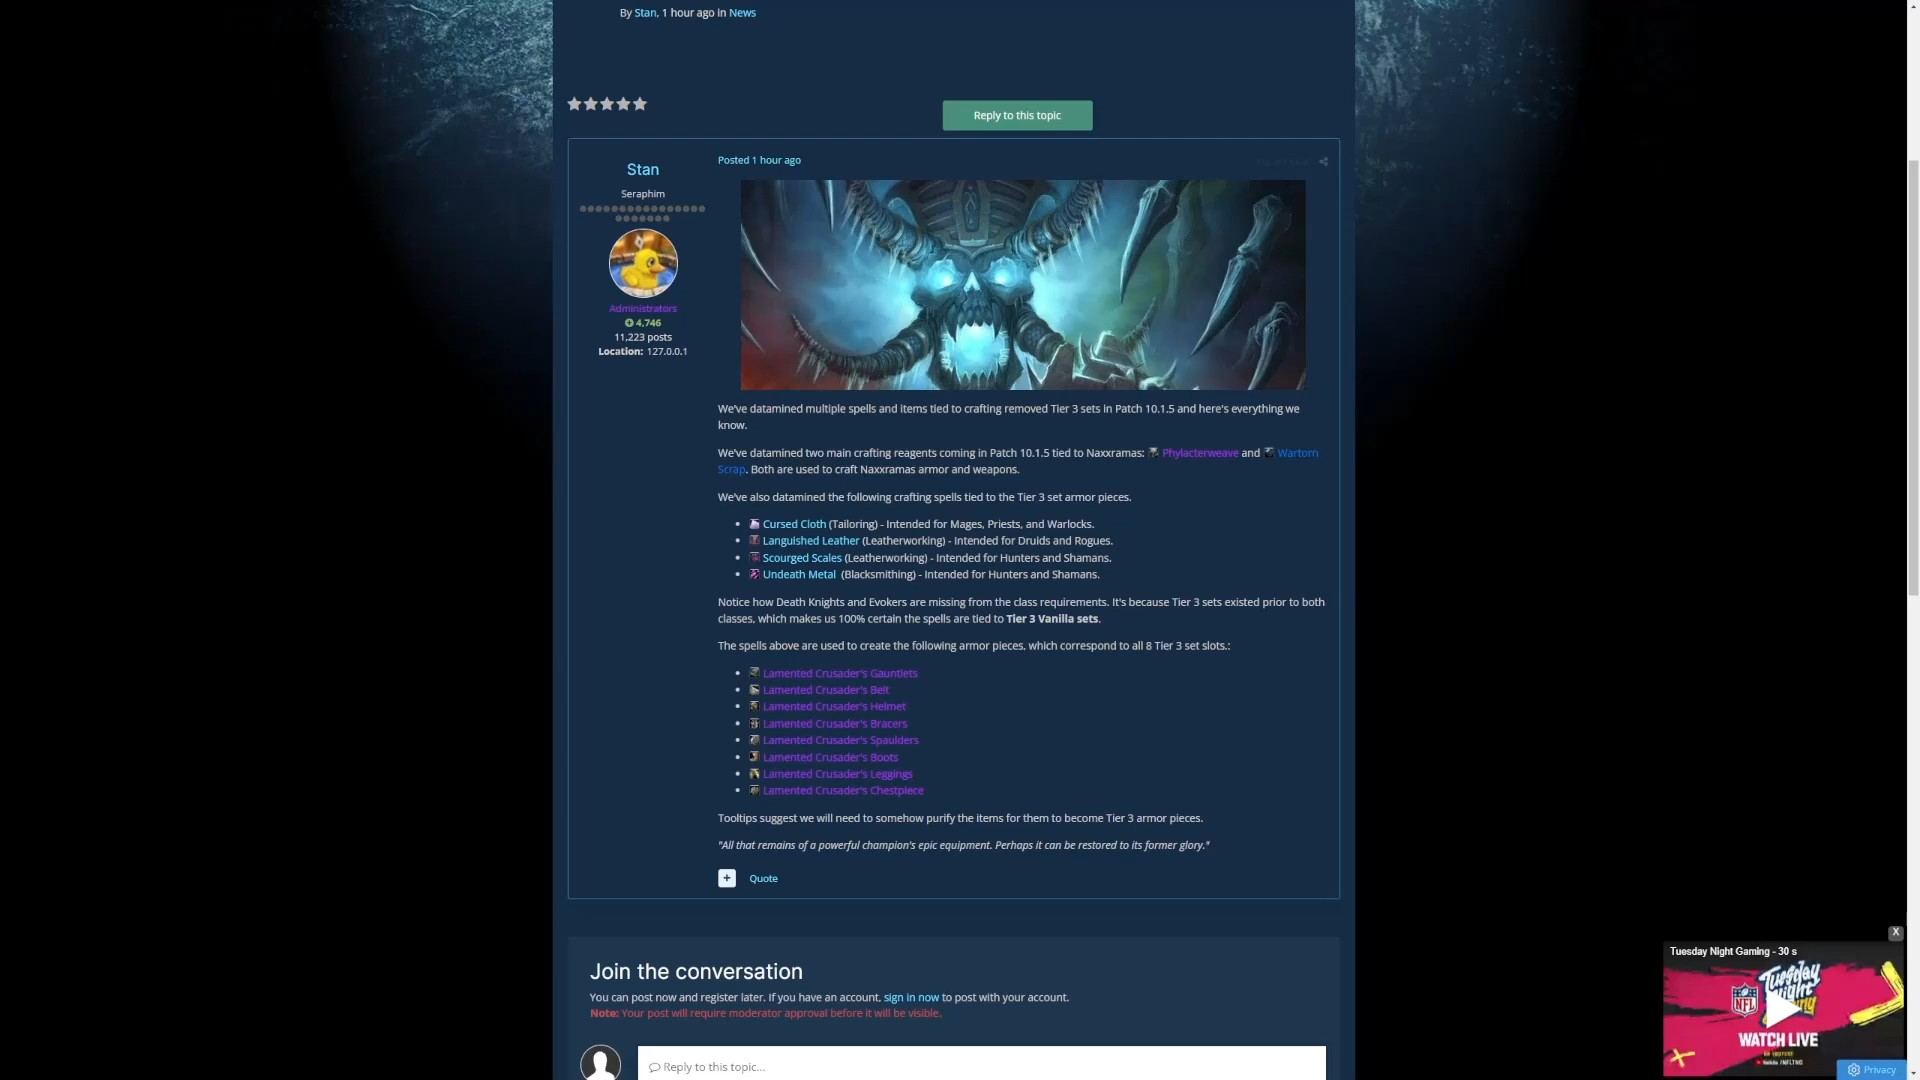 By Stan, 1 hour ago in News
Reply to this topic
Stan
Seraphim
Administrators
4,746
11,223 posts
Location: 127.0.0.1
Posted 1 hour ago
We've datamined multiple spells and items tied to crafting removed Tier 3 sets in Patch 10.1.5 and here's everything we
know.
We've datamined two main crafting reagents coming in Patch 10.1.5 tied to Naxxramas: Phylacterweave and Wartorn
Scrap. Both are used to craft Naxxramas armor and weapons.
We've also datamined the following crafting spells tied to the Tier 3 set armor pieces.
Cursed Cloth (Tailoring) - Intended for Mages, Priests, and Warlocks.
Languished Leather (Leatherworking) - Intended for Druids and Rogues.
Scourged Scales (Leatherworking) - Intended for Hunters and Shamans.
Undeath Metal (Blacksmithing) - Intended for Hunters and Shamans.
Notice how Death Knights and Evokers are missing from the class requirements. It's because Tier 3 sets existed prior to both
classes, which makes us 100% certain the spells are tied to Tier 3 Vanilla sets.
The spells above are used to create the following armor pieces, which correspond to all 8 Tier 3 set slots.:
Lamented Crusader's Gauntlets
Lamented Crusader's Belt
Lamented Crusader's Helmet
Lamented Crusader's Bracers
Lamented Crusader's Spaulders
Lamented Crusader's Boots
Lamented Crusader's Leggings
Lamented Crusader's Chestpiece
Tooltips suggest we will need to somehow purify the items for them to become Tier 3 armor pieces.
"All that remains of a powerful champion's epic equipment. Perhaps it can be restored to its former glory."
+ Quote
Join the conversation
You can post now and register later. If you have an account, sign in now to post with your account.
Note: Your post will require moderator approval before it will be visible.
Reply to this topic...
X
Tuesday Night Gaming - 30 s
Tuesday
Night
NFL
WATCH LIVE
Privacy